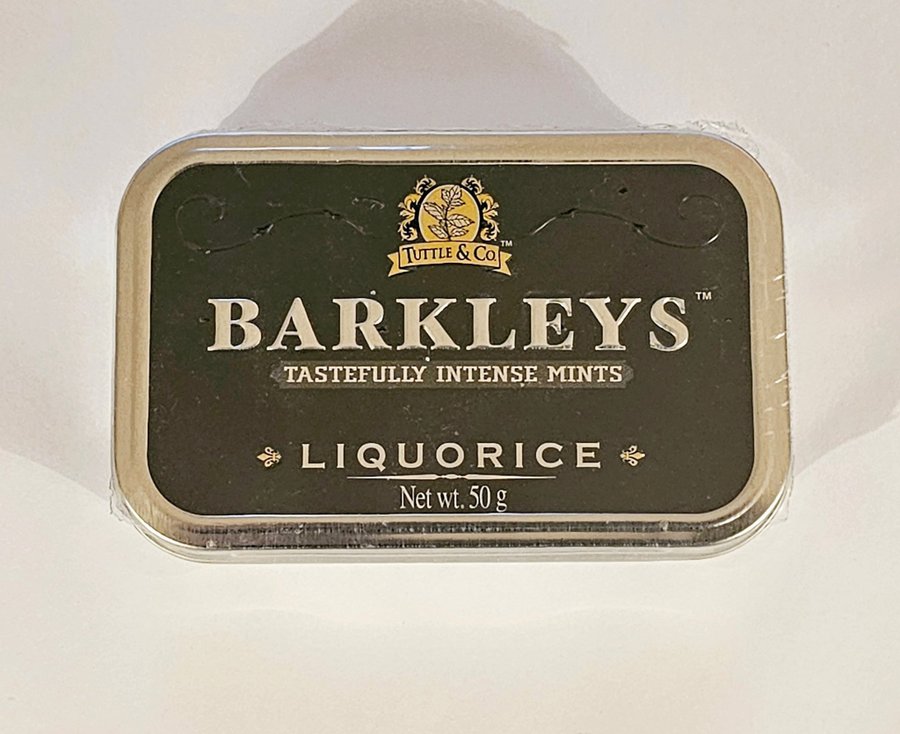 TUTTLE & CO. ™
BARKLEYS ™
TASTEFULLY INTENSE MINTS
LIQUORICE
Net wt. 50 g